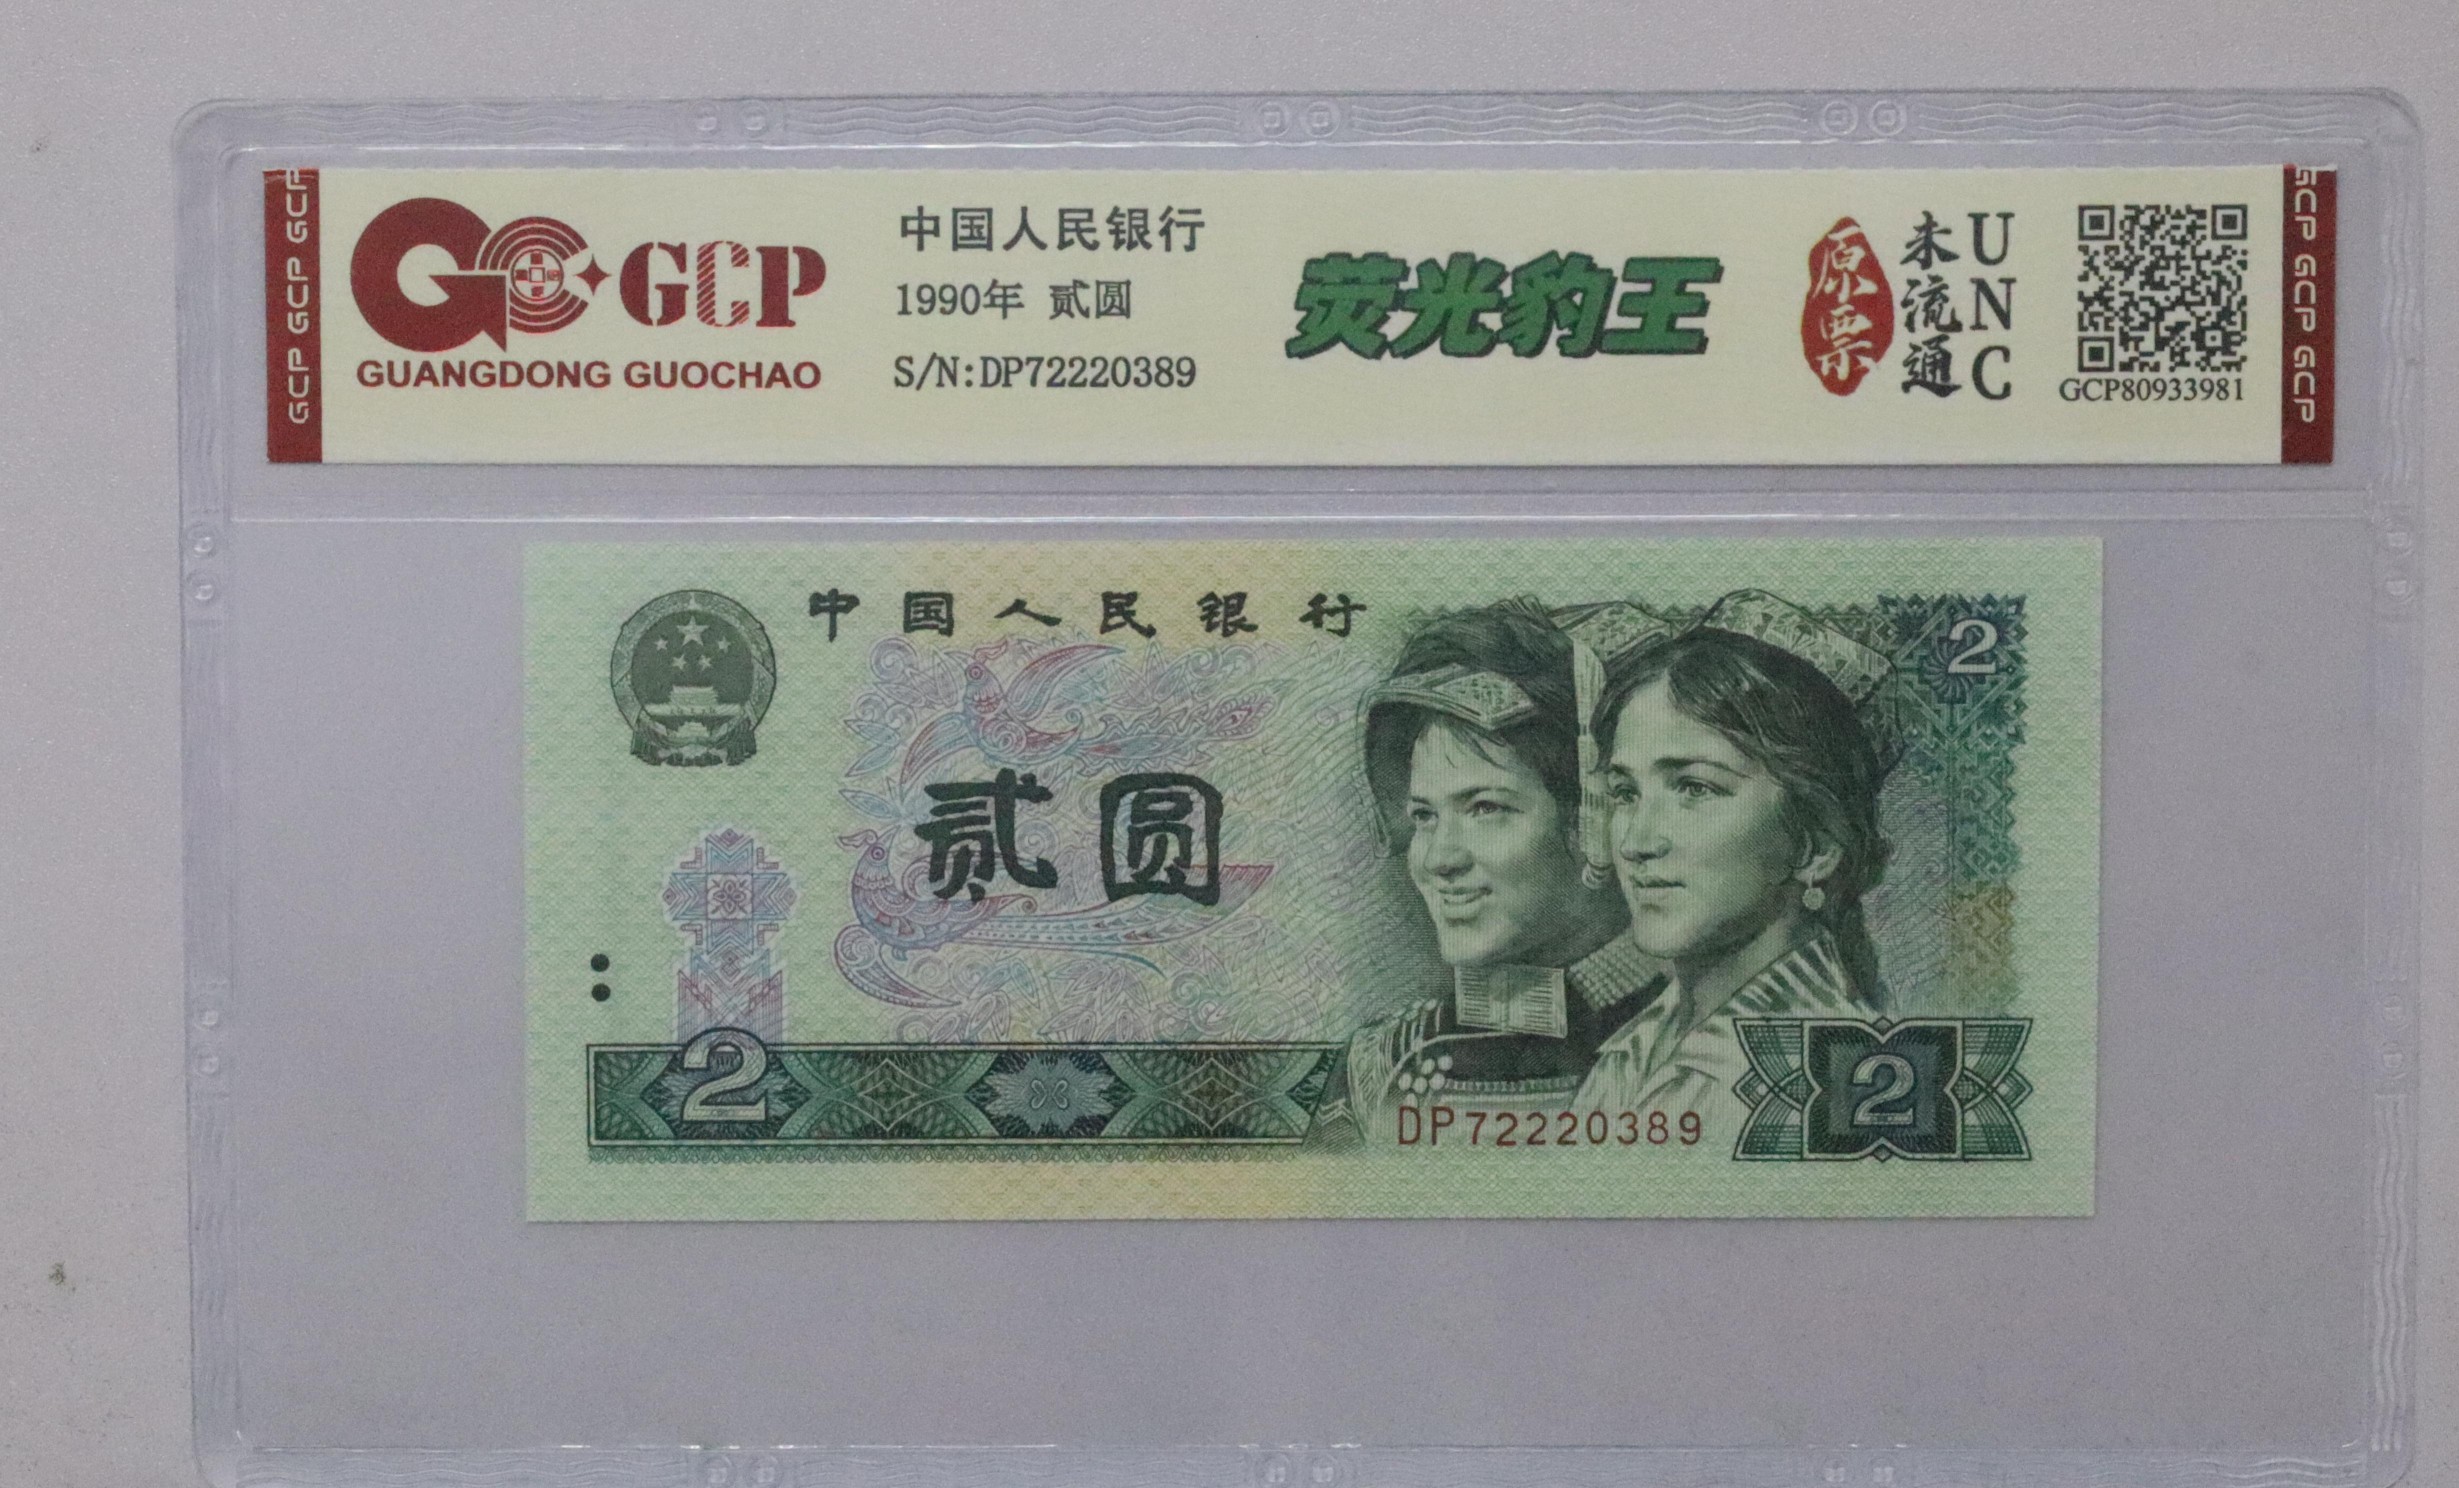 GCP GCP GCP
GCP
GUANGDONG GUOCHAO
中国人民银行
1990年 贰圆
S/N:DP72220389
荧光豹王
原票
未流通
UNC
GCP80933981
GCP GCP GCP
中国人民银行
2
贰圆
2
DP72220389
2